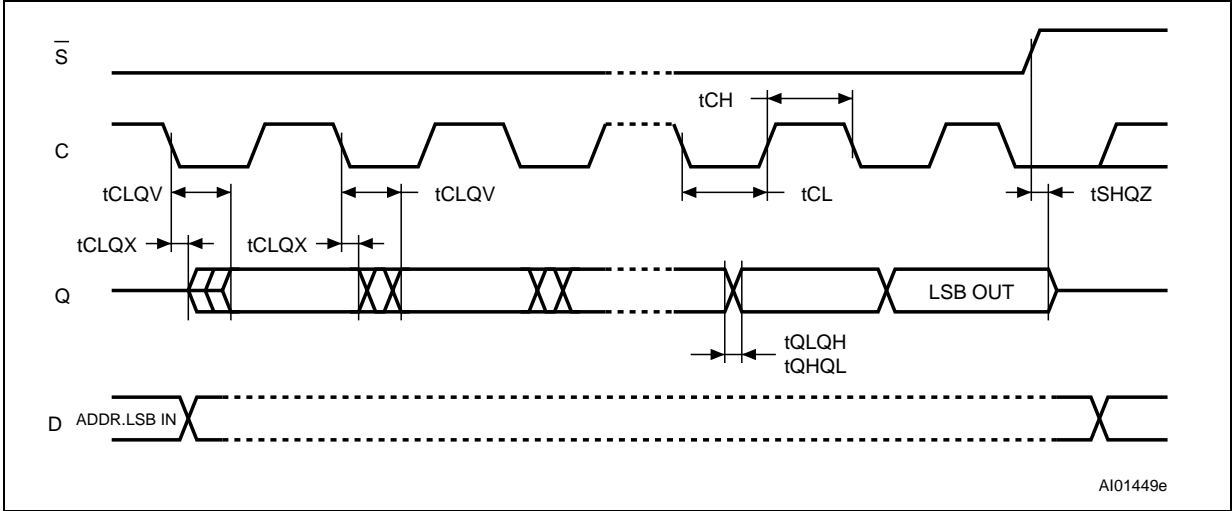 S
tCH
C
tCLQV
tCLQV
tCL
tSHQZ
tCLQX
tCLQX
Q
LSB OUT
tQLQH
tQHQL
D
ADDR.LSB IN
AI01449e